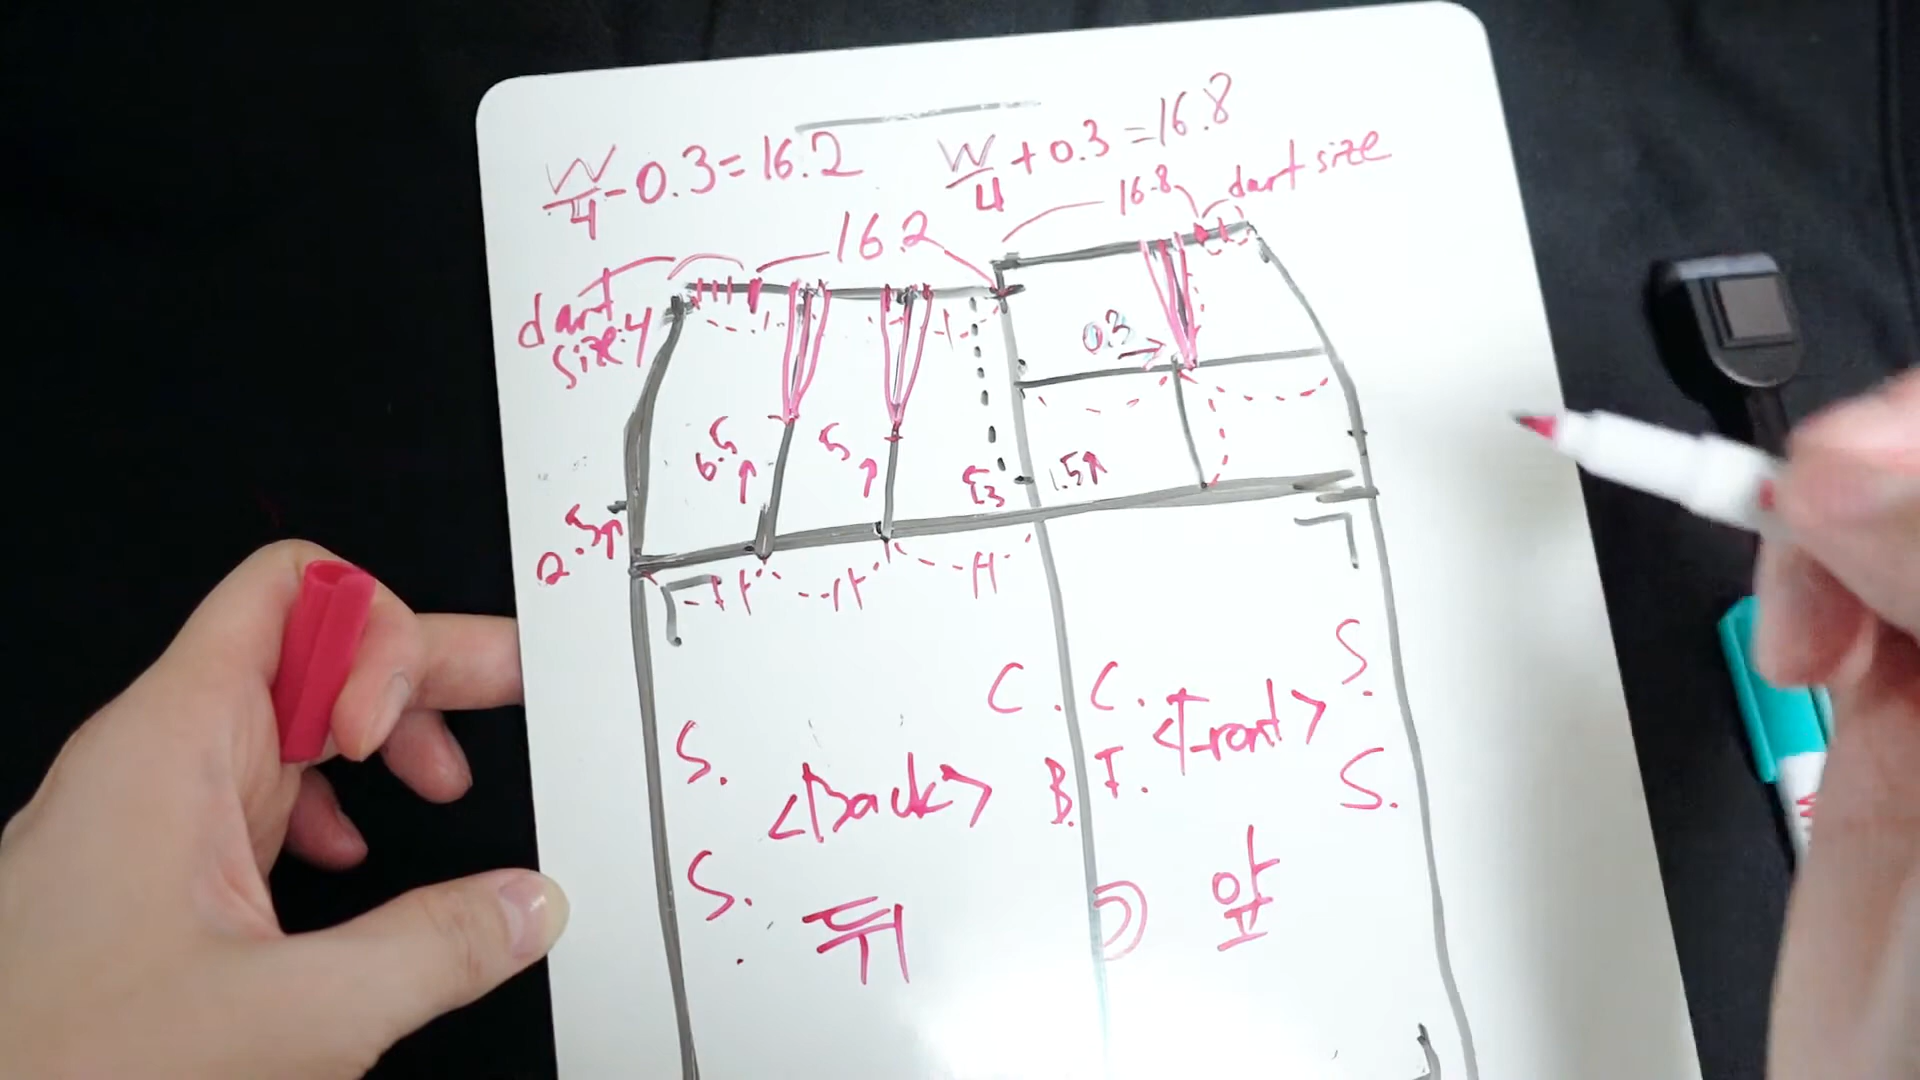 W/4 - 0.3 = 16.2
W/4 + 0.3 = 16.8
16.8
dart size
16.2
dart
size 4
0.3
6.5↑
5↑
1.5↑
2.5↑
S.
S.
C.
B.
<Back>
뒤
C.
F.
<Front>
앞
S.
S.